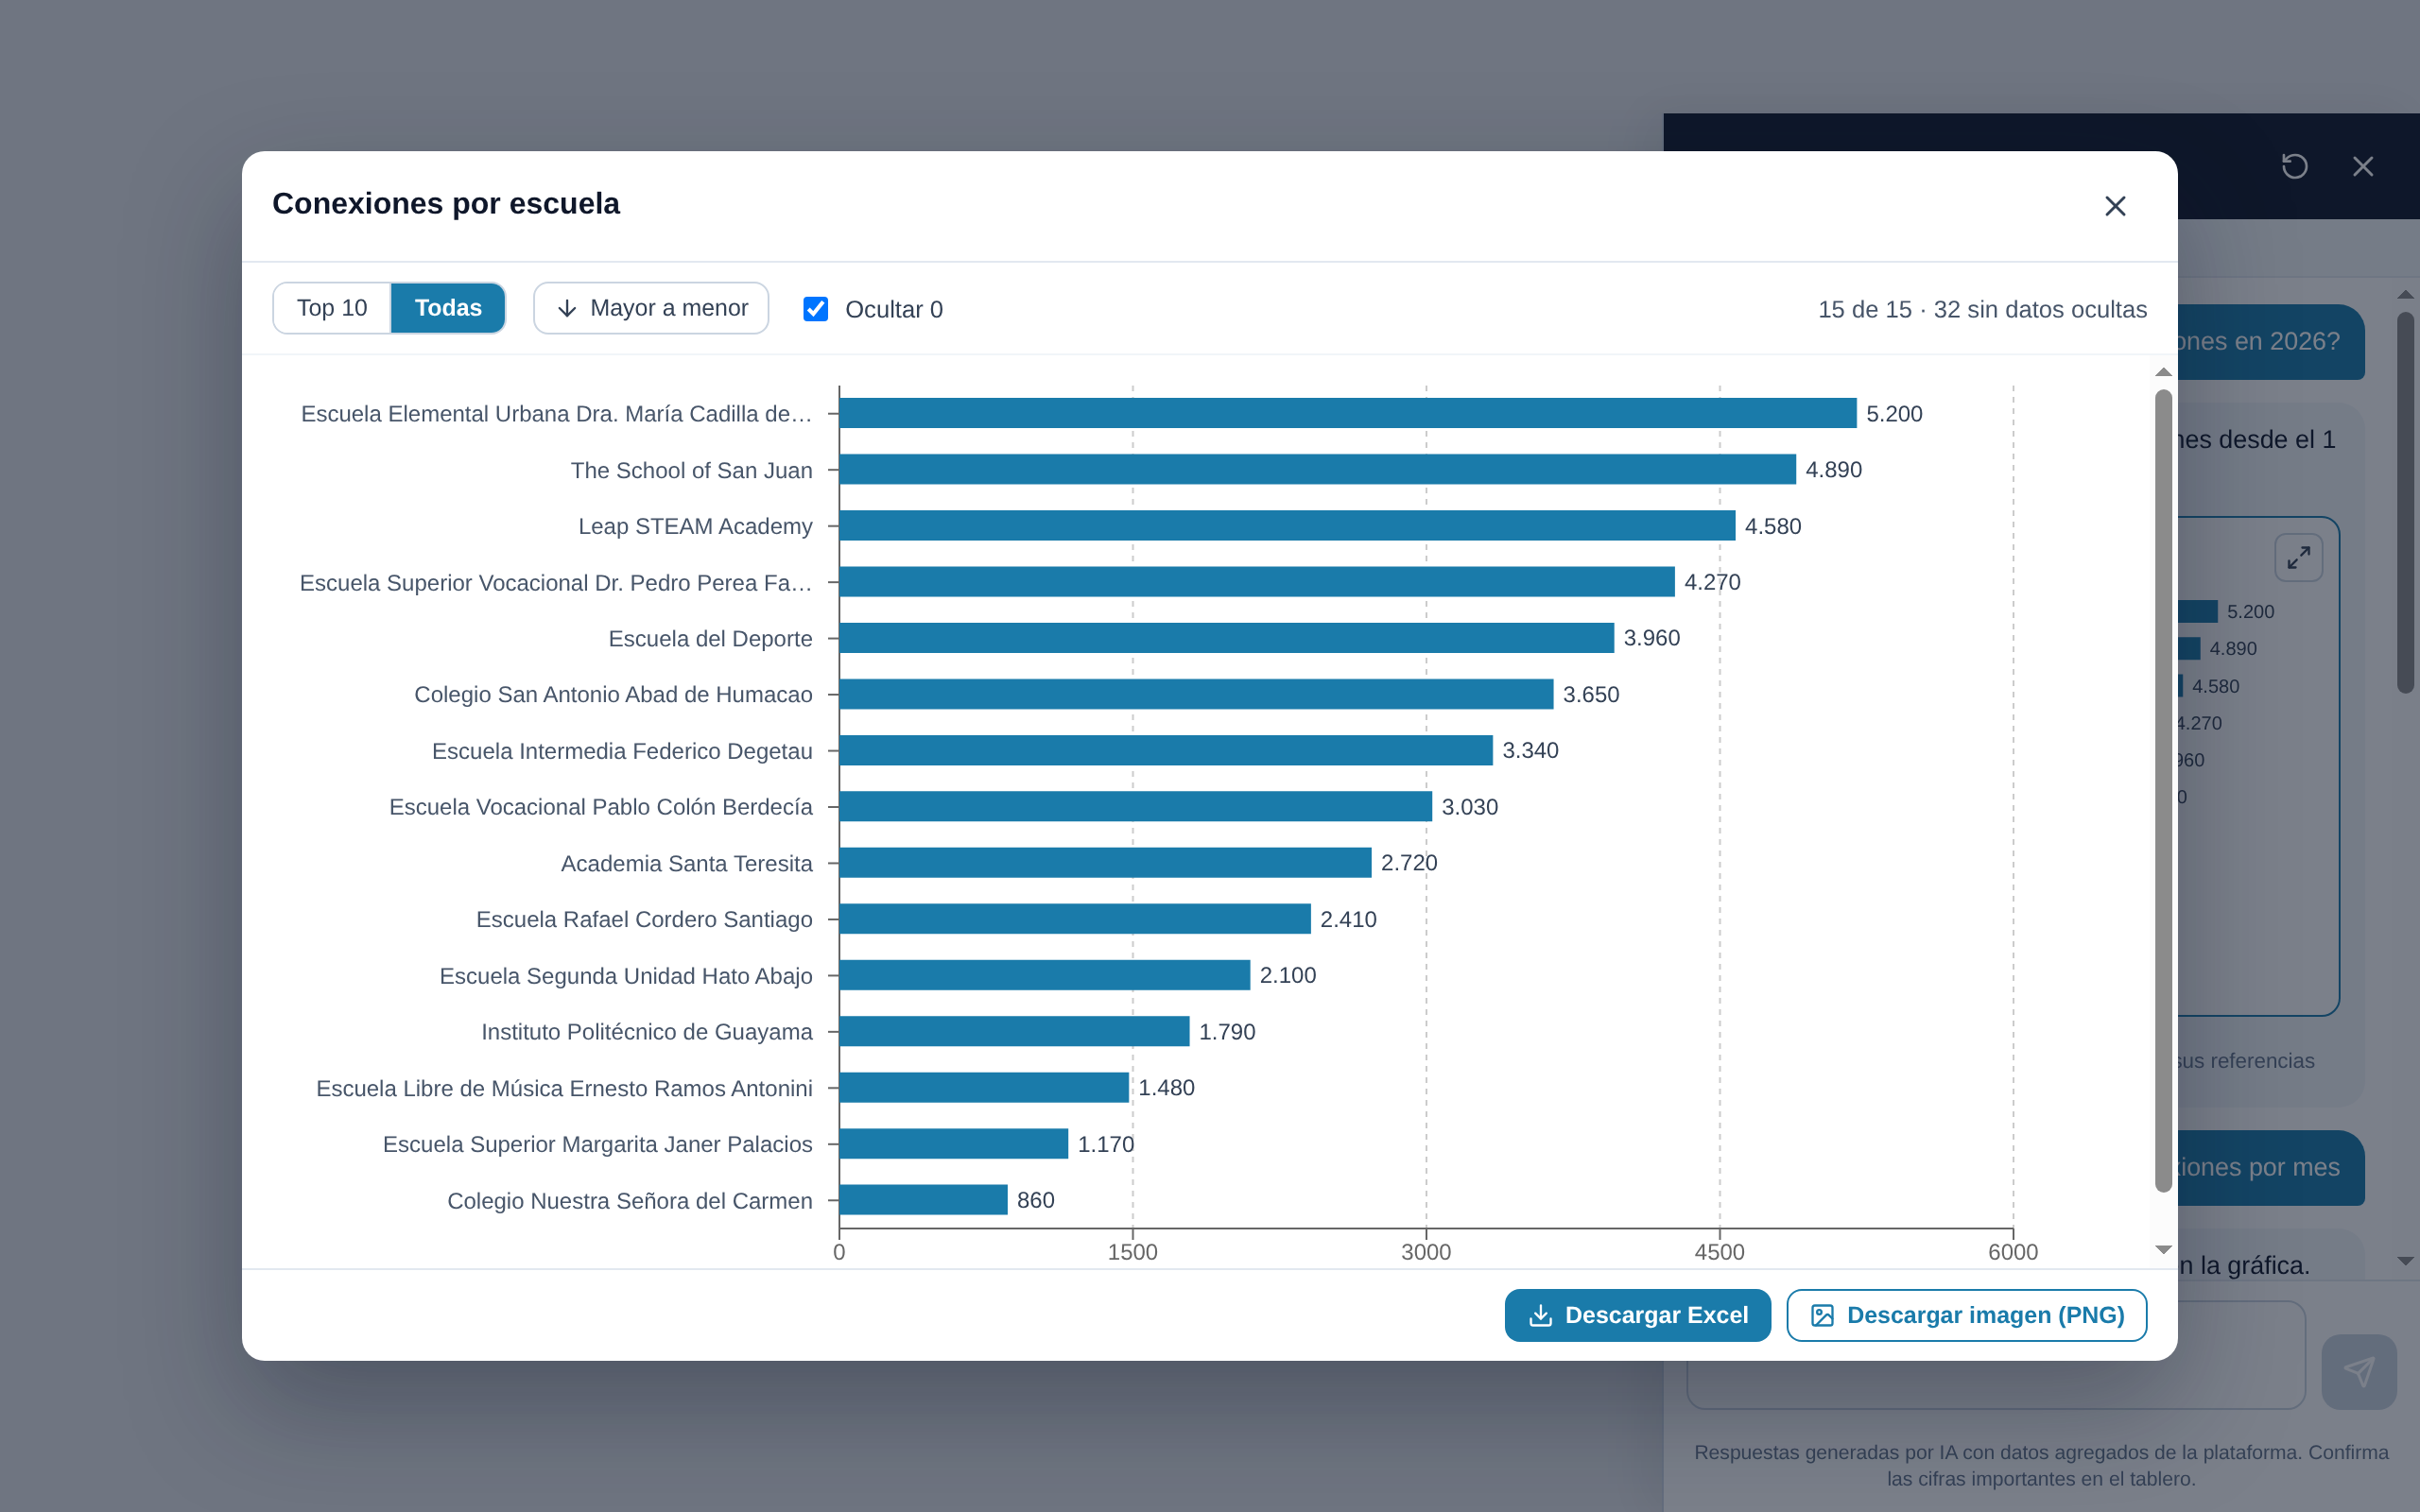 Conexiones por escuela
Top 10 Todas Mayor a menor Ocultar 0 15 de 15 · 32 sin datos ocultas
Escuela Elemental Urbana Dra. María Cadilla de… 5.200
The School of San Juan 4.890
Leap STEAM Academy 4.580
Escuela Superior Vocacional Dr. Pedro Perea Fa… 4.270
Escuela del Deporte 3.960
Colegio San Antonio Abad de Humacao 3.650
Escuela Intermedia Federico Degetau 3.340
Escuela Vocacional Pablo Colón Berdecía 3.030
Academia Santa Teresita 2.720
Escuela Rafael Cordero Santiago 2.410
Escuela Segunda Unidad Hato Abajo 2.100
Instituto Politécnico de Guayama 1.790
Escuela Libre de Música Ernesto Ramos Antonini 1.480
Escuela Superior Margarita Janer Palacios 1.170
Colegio Nuestra Señora del Carmen 860
0 1500 3000 4500 6000
Descargar Excel Descargar imagen (PNG)
en 2026?
desde el 1
5.200
4.890
4.580
4.270
sus referencias
por mes
la gráfica.
Respuestas generadas por IA con datos agregados de la plataforma. Confirma
las cifras importantes en el tablero.